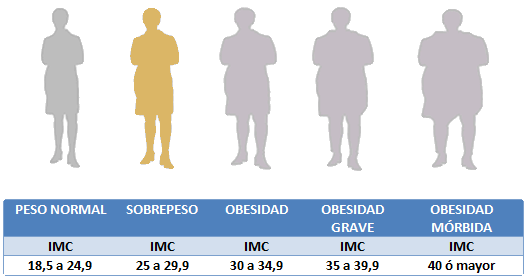 PESO NORMAL SOBREPESO OBESIDAD OBESIDAD GRAVE OBESIDAD MÓRBIDA
IMC IMC IMC IMC IMC
18,5 a 24,9 25 a 29,9 30 a 34,9 35 a 39,9 40 ó mayor